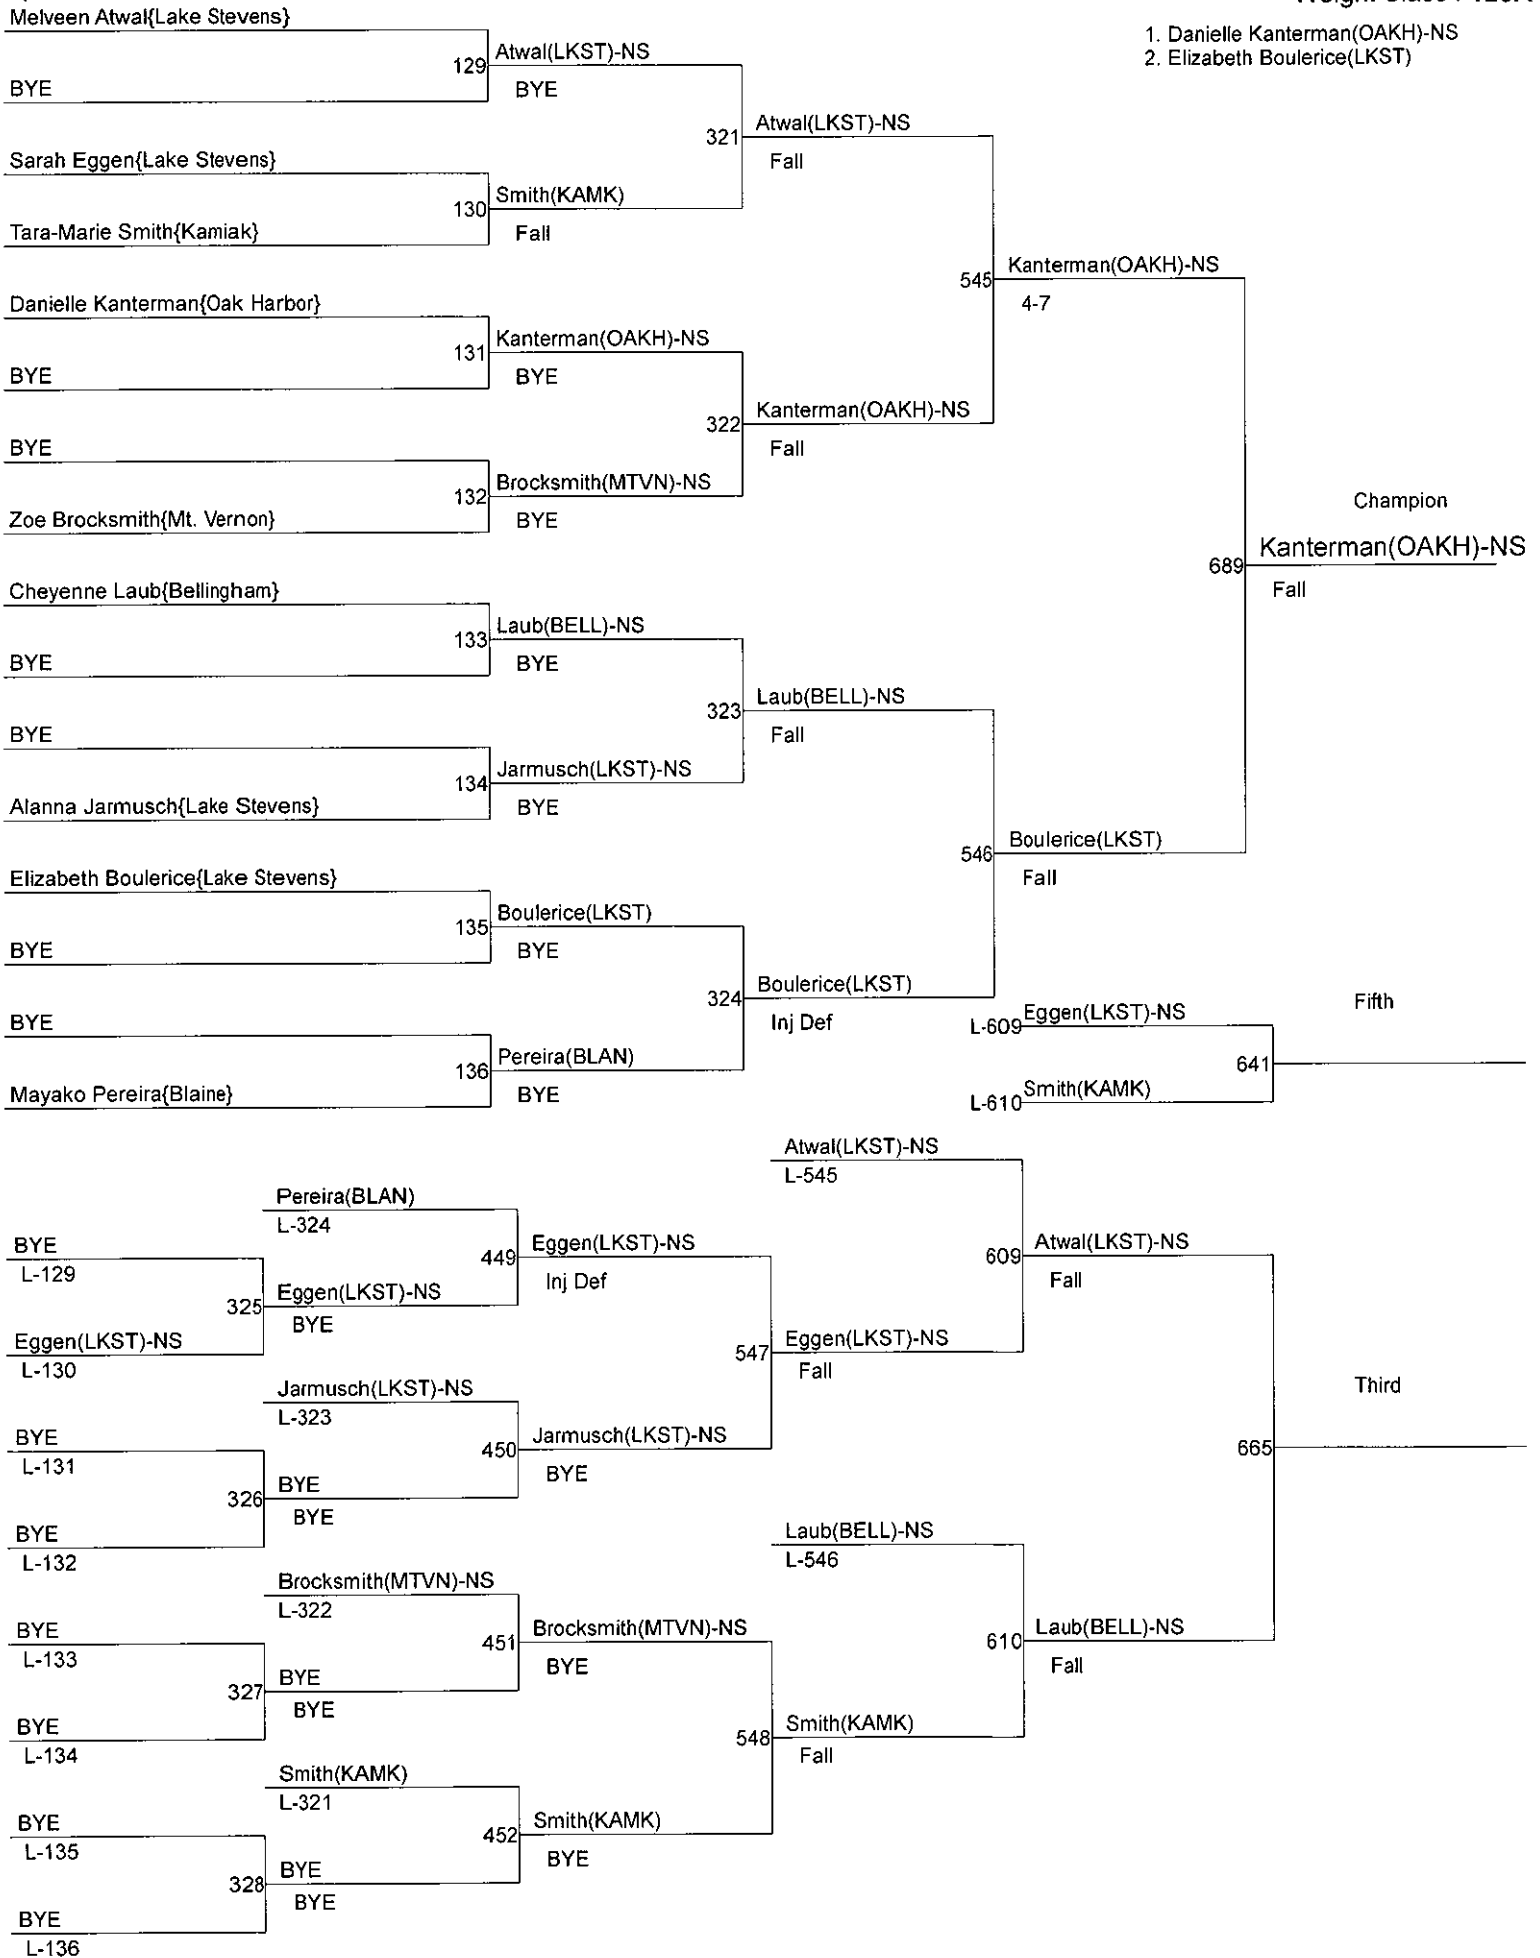 1. Danielle Kanterman(OAKH)-NS
2. Elizabeth Boulerice(LKST)
Melveen Atwal{Lake Stevens}
129
Atwal(LKST)-NS
BYE
BYE
321
Atwal(LKST)-NS
Fall
Sarah Eggen{Lake Stevens}
130
Smith(KAMK)
Fall
Tara-Marie Smith{Kamiak}
545
Kanterman(OAKH)-NS
4-7
Danielle Kanterman{Oak Harbor}
131
Kanterman(OAKH)-NS
BYE
BYE
322
Kanterman(OAKH)-NS
Fall
BYE
132
Brocksmith(MTVN)-NS
BYE
Zoe Brocksmith{Mt. Vernon}
Champion
689
Kanterman(OAKH)-NS
Fall
Cheyenne Laub{Bellingham}
133
Laub(BELL)-NS
BYE
BYE
323
Laub(BELL)-NS
Fall
BYE
134
Jarmusch(LKST)-NS
BYE
Alanna Jarmusch{Lake Stevens}
546
Boulerice(LKST)
Fall
Elizabeth Boulerice{Lake Stevens}
135
Boulerice(LKST)
BYE
BYE
324
Boulerice(LKST)
Inj Def
BYE
136
Pereira(BLAN)
BYE
Mayako Pereira{Blaine}
Fifth
L-609
Eggen(LKST)-NS
641
L-610
Smith(KAMK)
Atwal(LKST)-NS
L-545
Pereira(BLAN)
L-324
449
Eggen(LKST)-NS
Inj Def
609
Atwal(LKST)-NS
Fall
BYE
L-129
325
Eggen(LKST)-NS
BYE
Eggen(LKST)-NS
L-130
547
Eggen(LKST)-NS
Fall
Jarmusch(LKST)-NS
L-323
450
Jarmusch(LKST)-NS
BYE
Third
665
BYE
L-131
326
BYE
BYE
BYE
L-132
Laub(BELL)-NS
L-546
Brocksmith(MTVN)-NS
L-322
451
Brocksmith(MTVN)-NS
BYE
610
Laub(BELL)-NS
Fall
BYE
L-133
327
BYE
BYE
BYE
L-134
548
Smith(KAMK)
Fall
Smith(KAMK)
L-321
452
Smith(KAMK)
BYE
BYE
L-135
328
BYE
BYE
BYE
L-136